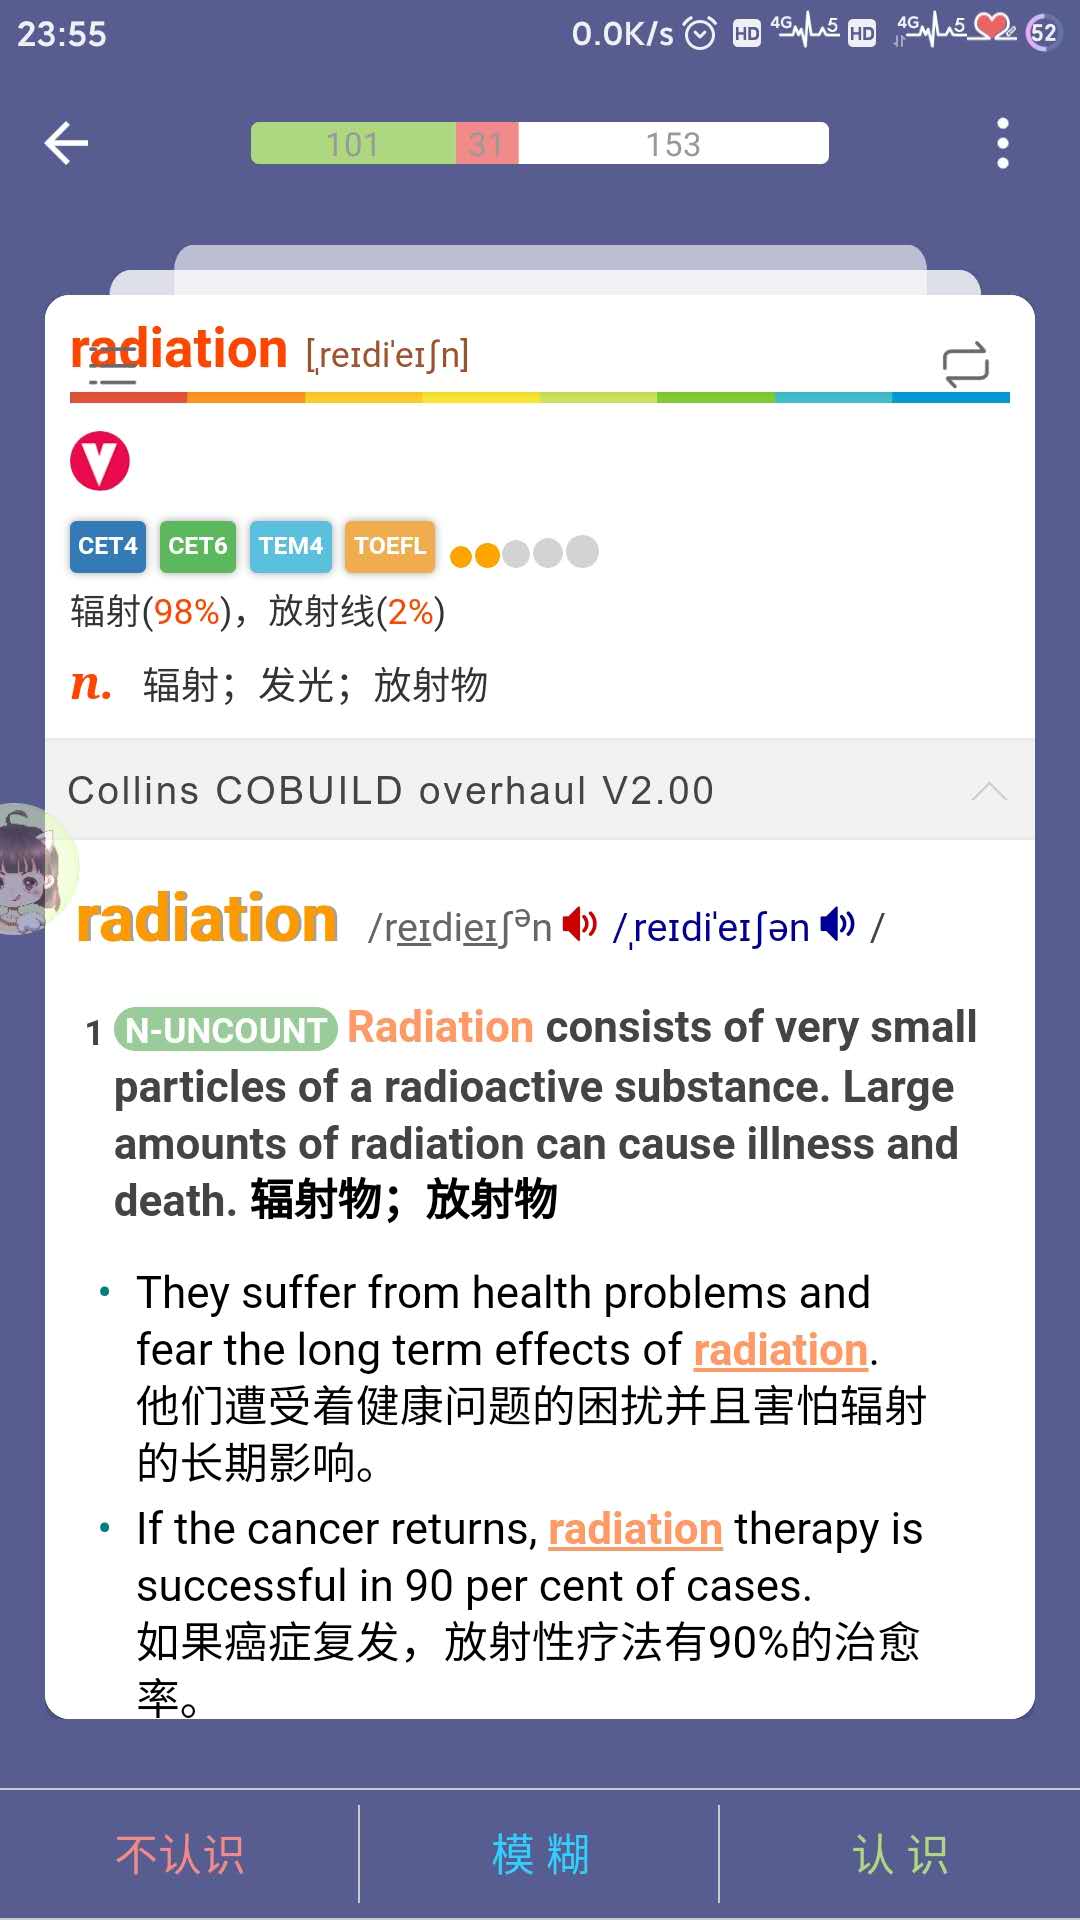 23:55 0.0K/s HD 4G 5 HD 4G 5 52
101 31 153
radiation [ˌreɪdiˈeɪʃn]
V
CET4 CET6 TEM4 TOEFL
辐射(98%)，放射线(2%)
n. 辐射；发光；放射物
Collins COBUILD overhaul V2.00
radiation /reɪdieɪʃᵊn /ˌreɪdiˈeɪʃən /
1 N-UNCOUNT Radiation consists of very small
particles of a radioactive substance. Large
amounts of radiation can cause illness and
death. 辐射物；放射物
• They suffer from health problems and
fear the long term effects of radiation.
他们遭受着健康问题的困扰并且害怕辐射
的长期影响。
• If the cancer returns, radiation therapy is
successful in 90 per cent of cases.
如果癌症复发，放射性疗法有90%的治愈
率。
不认识 模 糊 认 识